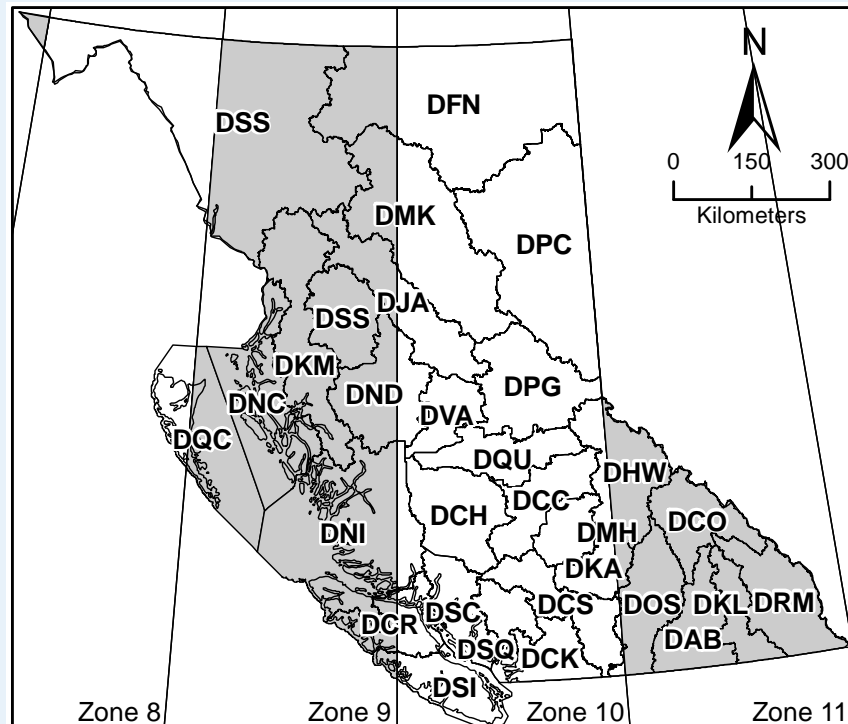 N
DFN
DSS
0 150 300
Kilometers
DMK
DPC
DJA
DSS
DKM
DPG
DND
DNC
DVA
DQC
DQU
DHW
DCC
DCH
DCO
DNI
DMH
DKA
DSC
DCS
DOS
DKL
DRM
DCR
DAB
DSQ
DCK
DSI
Zone 8 Zone 9 Zone 10 Zone 11